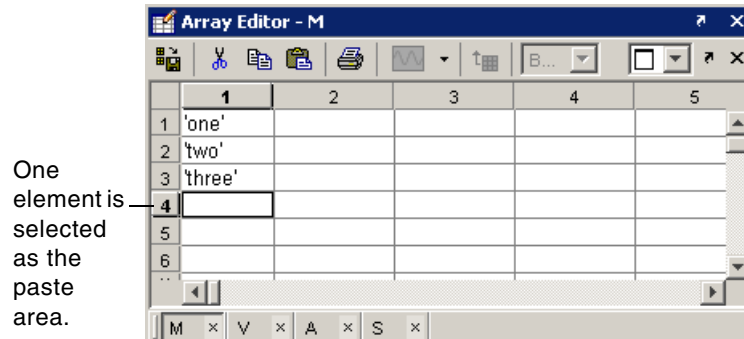 Array Editor - M
B...
1 2 3 4 5
1 'one'
2 'two'
3 'three'
4
5
6
One
element is
selected
as the
paste
area.
M V A S